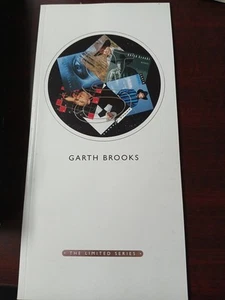 GARTH BROOKS
THE LIMITED SERIES